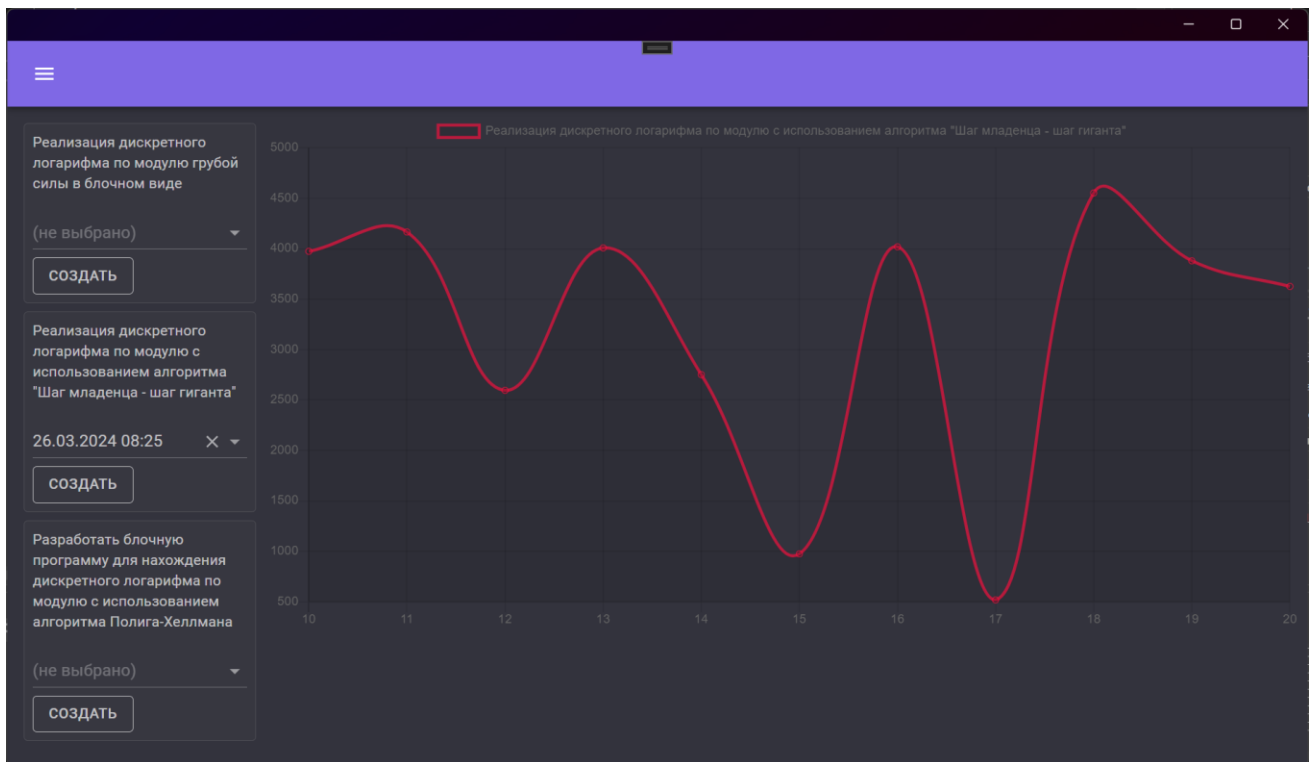 Реализация дискретного
логарифма по модулю грубой
силы в блочном виде
(не выбрано)
СОЗДАТЬ
Реализация дискретного
логарифма по модулю с
использованием алгоритма
"Шаг младенца - шаг гиганта"
26.03.2024 08:25
СОЗДАТЬ
Разработать блочную
программу для нахождения
дискретного логарифма по
модулю с использованием
алгоритма Полига-Хеллмана
(не выбрано)
СОЗДАТЬ
Реализация дискретного логарифма по модулю с использованием алгоритма "Шаг младенца - шаг гиганта"
5000
4500
4000
3500
3000
2500
2000
1500
1000
500
10 11 12 13 14 15 16 17 18 19 20